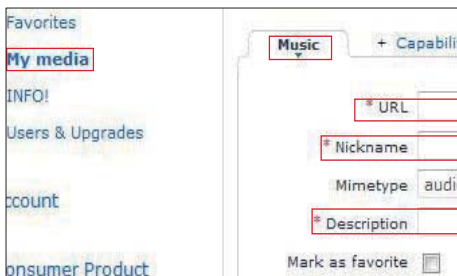 Favorites
My media
INFO!
Users & Upgrades
ccount
onsumer Product
Music + Capabili
* URL
* Nickname
Mimetype audi
* Description
Mark as favorite